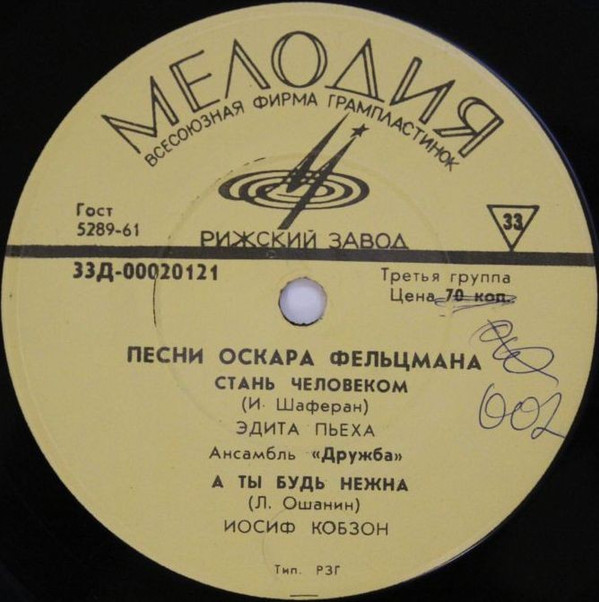 МЕЛОДИЯ
ВСЕСОЮЗНАЯ ФИРМА ГРАМПЛАСТИНОК
Гост
5289-61
33
РИЖСКИЙ ЗАВОД
33Д-00020121
Третья группа
Цена 70 коп.
ПЕСНИ ОСКАРА ФЕЛЬЦМАНА
СТАНЬ ЧЕЛОВЕКОМ
(И. Шаферан)
ЭДИТА ПЬЕХА
Ансамбль «Дружба»
002
А ТЫ БУДЬ НЕЖНА
(Л. Ошанин)
ИОСИФ КОБЗОН
Тип. РЗГ